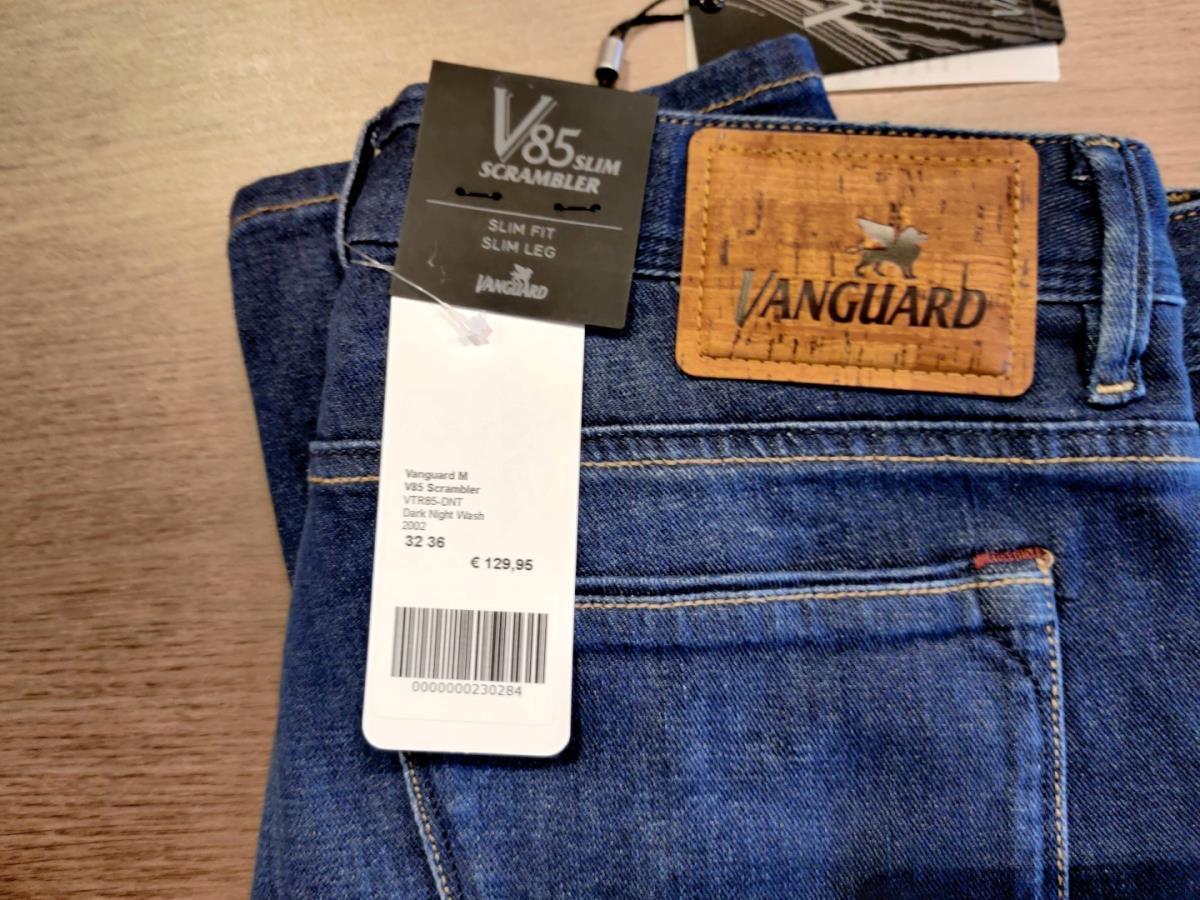 V85 SLIM
SCRAMBLER
SLIM FIT
SLIM LEG
VANGUARD
VANGUARD
Vanguard M
V85 Scrambler
VTR85-DNT
Dark Night Wash
2002
32 36
€ 129,95
0000000230284